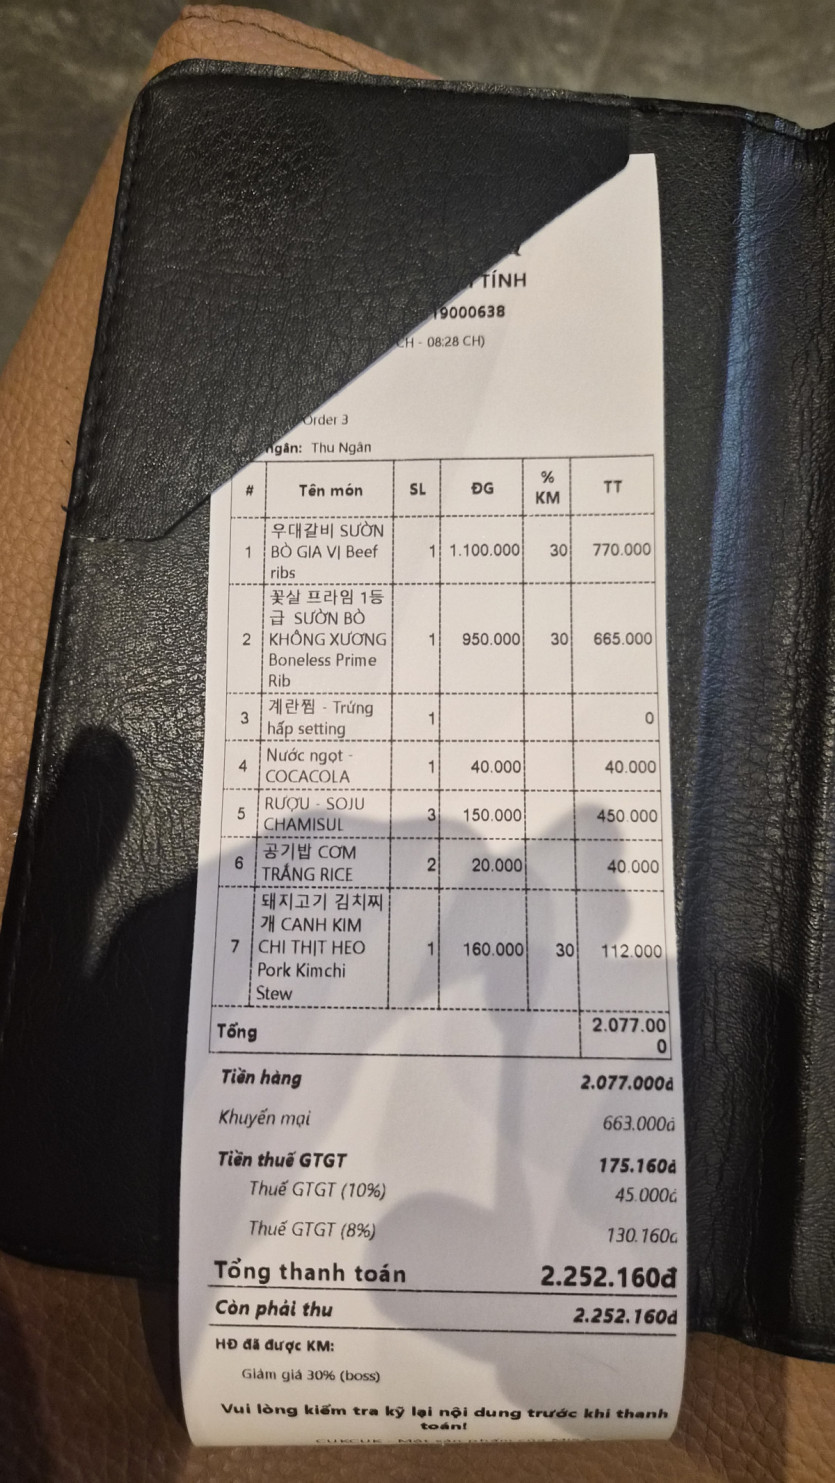 TÍNH
19000638
CH - 08:28 CH)
Order 3
ngân: Thu Ngân
# Tên món SL ĐG % KM TT
1 우대갈비 SƯỜN BÒ GIA VỊ Beef ribs 1 1.100.000 30 770.000
2 꽃살 프라임 1등급 SƯỜN BÒ KHÔNG XƯƠNG Boneless Prime Rib 1 950.000 30 665.000
3 계란찜 - Trứng hấp setting 1 0
4 Nước ngọt - COCACOLA 1 40.000 40.000
5 RƯỢU - SOJU CHAMISUL 3 150.000 450.000
6 공기밥 CƠM TRẮNG RICE 2 20.000 40.000
7 돼지고기 김치찌개 CANH KIM CHI THỊT HEO Pork Kimchi Stew 1 160.000 30 112.000
Tổng 2.077.000
Tiền hàng 2.077.000đ
Khuyến mại 663.000đ
Tiền thuế GTGT 175.160đ
Thuế GTGT (10%) 45.000đ
Thuế GTGT (8%) 130.160đ
Tổng thanh toán 2.252.160đ
Còn phải thu 2.252.160đ
HĐ đã được KM:
Giảm giá 30% (boss)
Vui lòng kiểm tra kỹ lại nội dung trước khi thanh
toán!